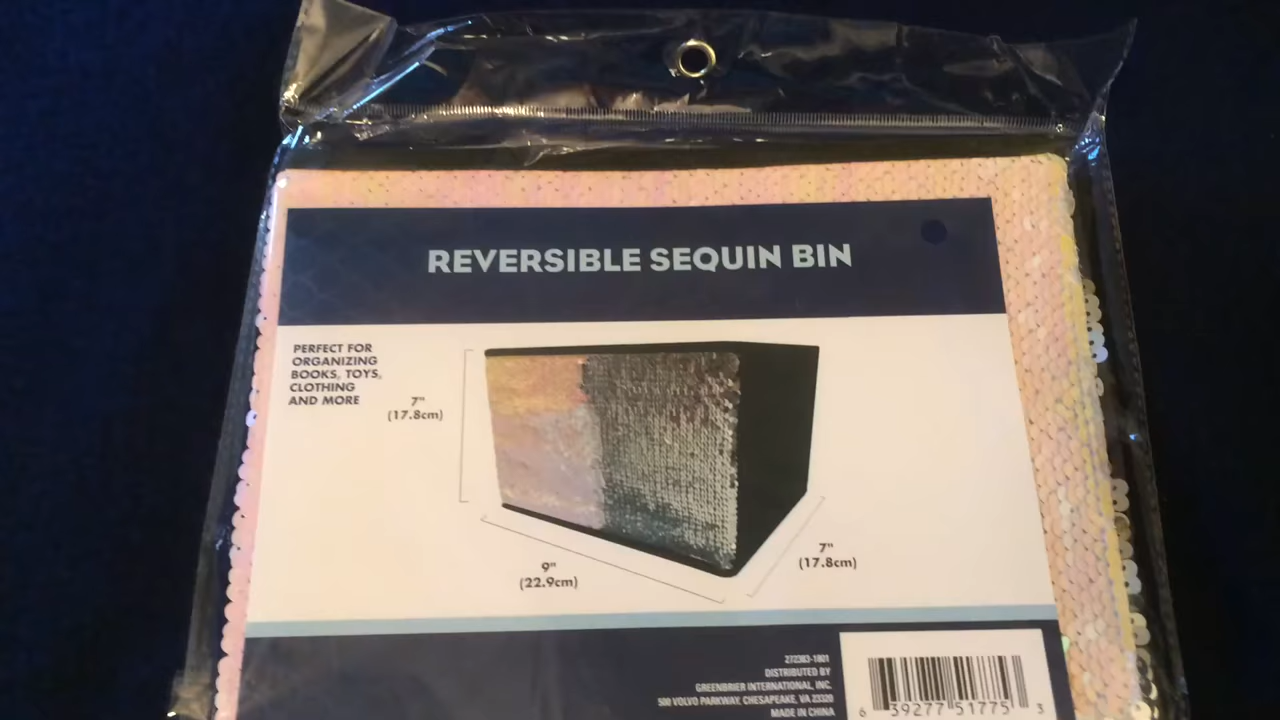 REVERSIBLE SEQUIN BIN
PERFECT FOR
ORGANIZING
BOOKS, TOYS,
CLOTHING
AND MORE
7"
(17.8cm)
9"
(22.9cm)
7"
(17.8cm)
272383-1801
DISTRIBUTED BY
GREENBRIER INTERNATIONAL, INC.
500 VOLVO PARKWAY, CHESAPEAKE, VA 23320
MADE IN CHINA
6 39277 51775 3